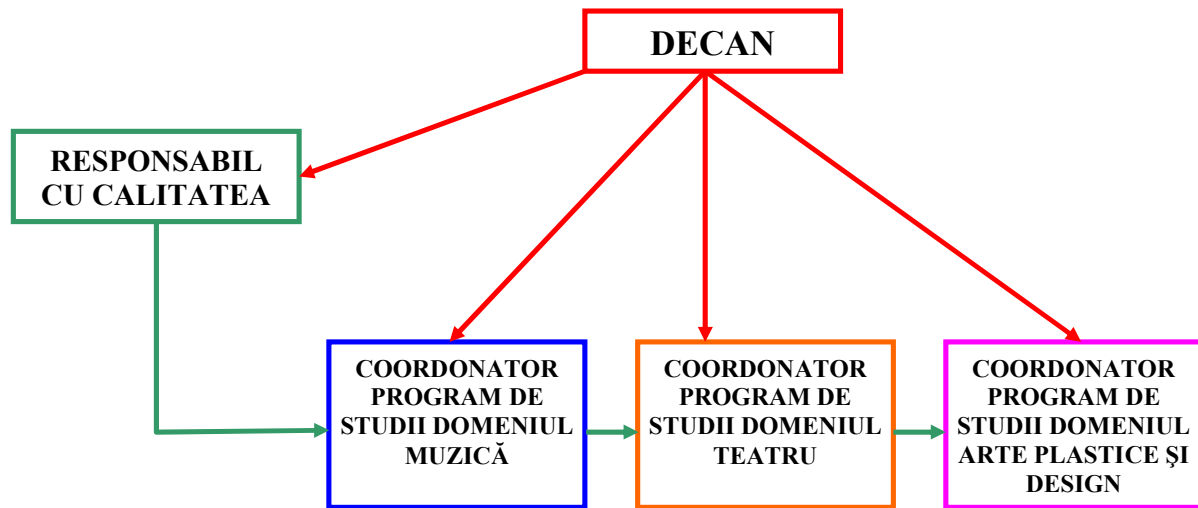 DECAN
RESPONSABIL
CU CALITATEA
COORDONATOR
PROGRAM DE
STUDII DOMENIUL
MUZICĂ
COORDONATOR
PROGRAM DE
STUDII DOMENIUL
TEATRU
COORDONATOR
PROGRAM DE
STUDII DOMENIUL
ARTE PLASTICE ŞI
DESIGN